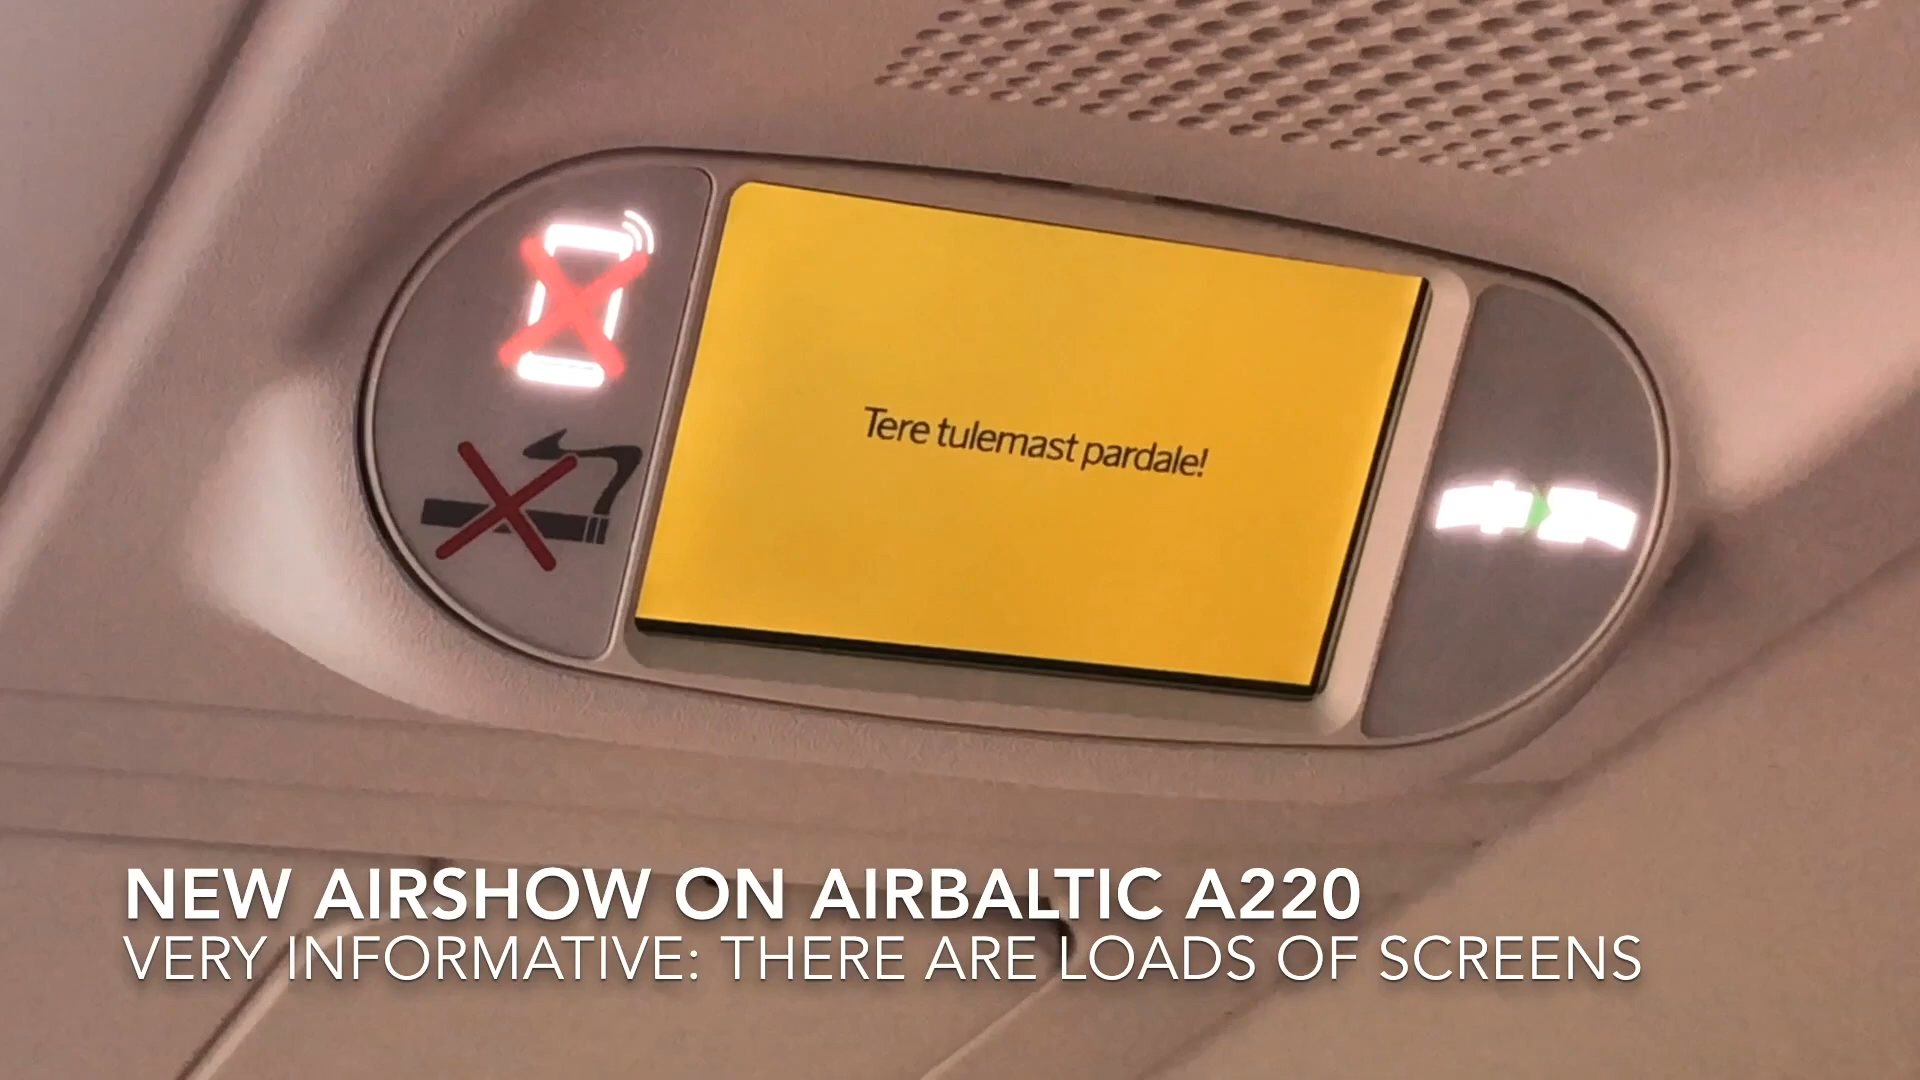 Tere tulemast pardale!
NEW AIRSHOW ON AIRBALTIC A220
VERY INFORMATIVE: THERE ARE LOADS OF SCREENS